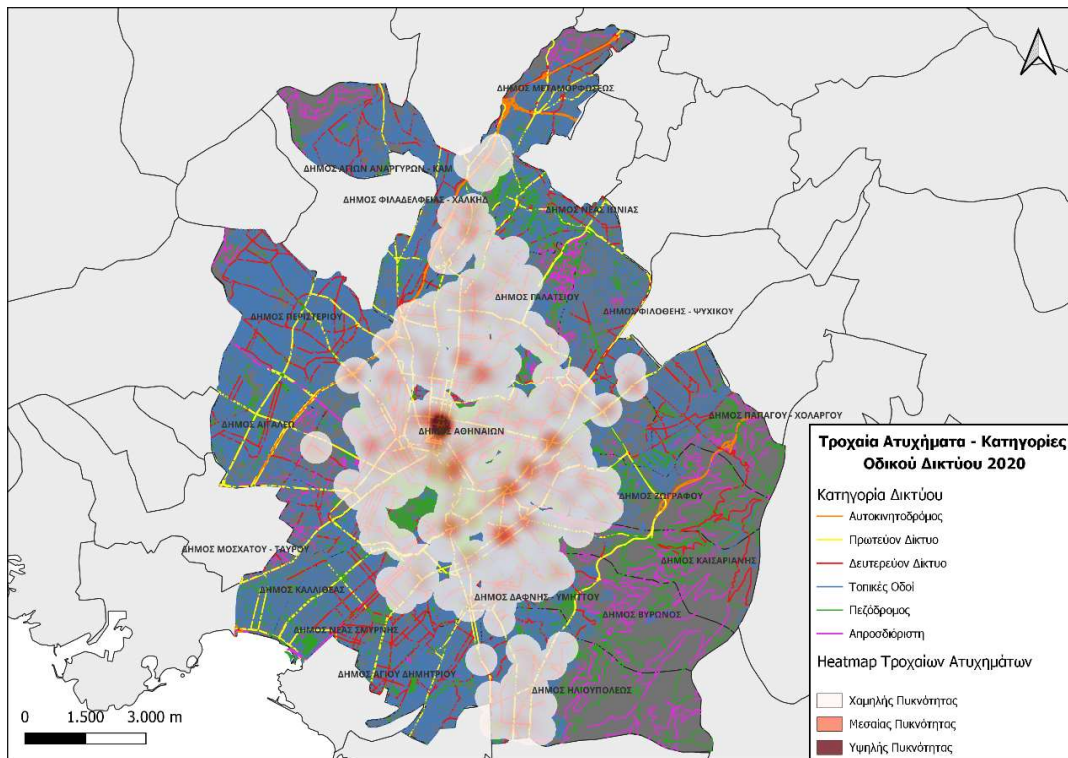 ΔΗΜΟΣ ΜΕΤΑΜΟΡΦΩΣΕΩΣ
ΔΗΜΟΣ ΑΓΙΩΝ ΑΝΑΡΓΥΡΩΝ - ΚΑΜ
ΔΗΜΟΣ ΦΙΛΑΔΕΛΦΕΙΑΣ - ΧΑΛΚΗΔ
ΔΗΜΟΣ ΝΕΑΣ ΙΩΝΙΑΣ
ΔΗΜΟΣ ΓΑΛΑΤΣΙΟΥ
ΔΗΜΟΣ ΦΙΛΟΘΕΗΣ - ΨΥΧΙΚΟΥ
ΔΗΜΟΣ ΠΕΡΙΣΤΕΡΙΟΥ
ΔΗΜΟΣ ΠΑΠΑΓΟΥ - ΧΟΛΑΡΓΟΥ
ΔΗΜΟΣ ΑΙΓΑΛΕΩ
ΔΗΜΟΣ ΑΘΗΝΑΙΩΝ
ΔΗΜΟΣ ΖΩΓΡΑΦΟΥ
ΔΗΜΟΣ ΜΟΣΧΑΤΟΥ - ΤΑΥΡΟΥ
ΔΗΜΟΣ ΚΑΙΣΑΡΙΑΝΗΣ
ΔΗΜΟΣ ΚΑΛΛΙΘΕΑΣ
ΔΗΜΟΣ ΔΑΦΝΗΣ - ΥΜΗΤΤΟΥ
ΔΗΜΟΣ ΒΥΡΩΝΟΣ
ΔΗΜΟΣ ΝΕΑΣ ΣΜΥΡΝΗΣ
ΔΗΜΟΣ ΑΓΙΟΥ ΔΗΜΗΤΡΙΟΥ
ΔΗΜΟΣ ΗΛΙΟΥΠΟΛΕΩΣ
0 1.500 3.000 m
Τροχαία Ατυχήματα - Κατηγορίες
Οδικού Δικτύου 2020
Κατηγορία Δικτύου
Αυτοκινητοδρόμος
Πρωτεύον Δίκτυο
Δευτερεύον Δίκτυο
Τοπικές Οδοί
Πεζόδρομος
Απροσδιόριστη
Heatmap Τροχαίων Ατυχημάτων
Χαμηλής Πυκνότητας
Μεσαίας Πυκνότητας
Υψηλής Πυκνότητας